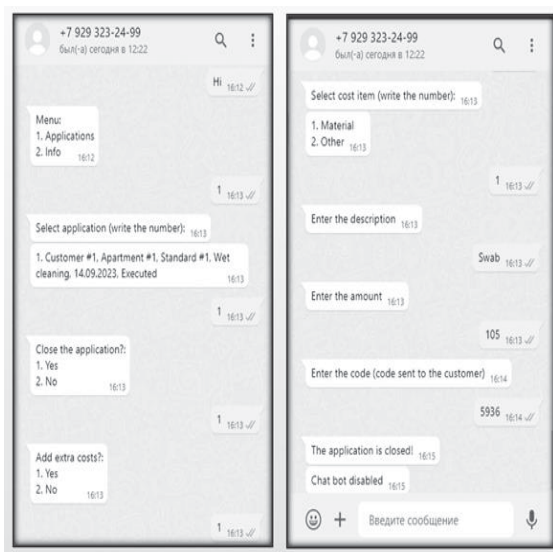 +7 929 323-24-99
был(-а) сегодня в 12:22
Hi 16:12
Menu:
1. Applications
2. Info 16:12
1 16:13
Select application (write the number): 16:13
1. Customer #1, Apartment #1, Standard #1, Wet
cleaning. 14.09.2023. Executed
16:13
1 16:13
Close the application?:
1. Yes
2. No 16:13
1 16:13
Add extra costs?:
1. Yes
2. No 16:13
1 16:13
+7 929 323-24-99
был(-а) сегодня в 12:22
Select cost item (write the number): 16:13
1. Material
2. Other 16:13
1 16:13
Enter the description 16:13
Swab 16:13
Enter the amount 16:13
105 16:13
Enter the code (code sent to the customer) 16:14
5936 16:14
The application is closed! 16:15
Chat bot disabled 16:15
Введите сообщение